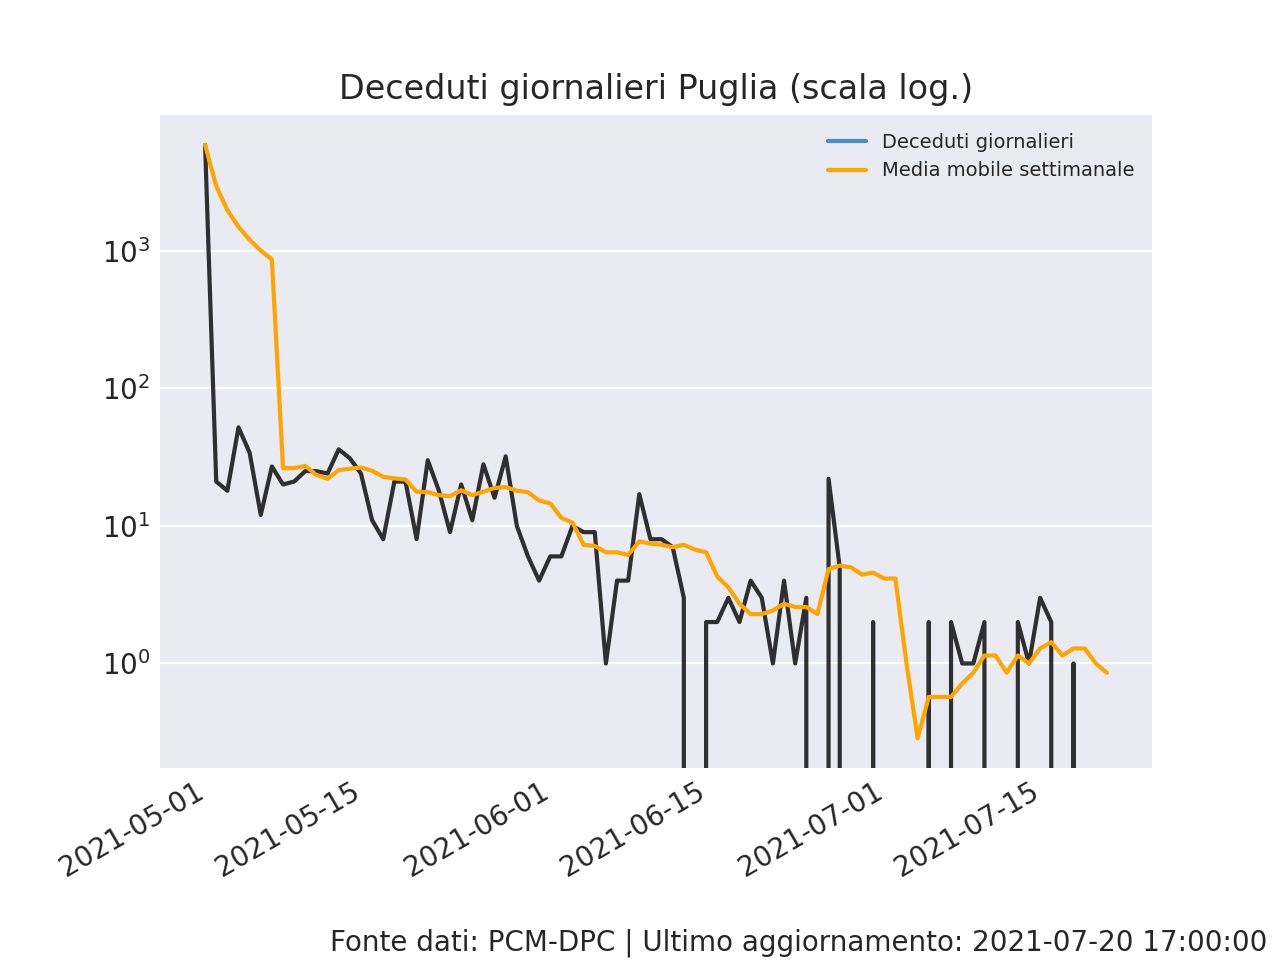 Deceduti giornalieri Puglia (scala log.)
Deceduti giornalieri
Media mobile settimanale
10³
10²
10¹
10⁰
2021-05-01
2021-05-15
2021-06-01
2021-06-15
2021-07-01
2021-07-15
Fonte dati: PCM-DPC | Ultimo aggiornamento: 2021-07-20 17:00:00